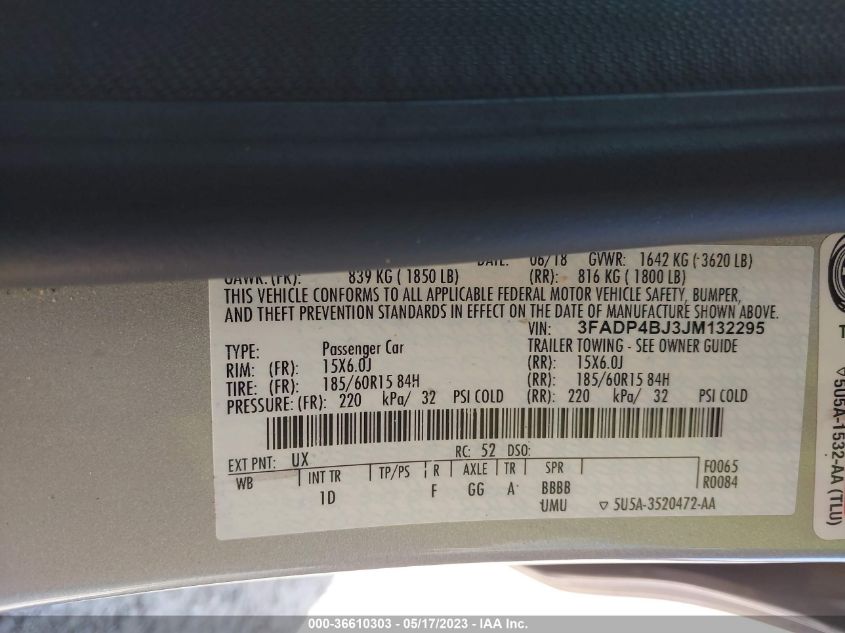 DATE: 06/18 GVWR: 1642 KG ( 3620 LB)
GAWR: (FR): 839 KG ( 1850 LB) (RR): 816 KG ( 1800 LB)
THIS VEHICLE CONFORMS TO ALL APPLICABLE FEDERAL MOTOR VEHICLE SAFETY, BUMPER,
AND THEFT PREVENTION STANDARDS IN EFFECT ON THE DATE OF MANUFACTURE SHOWN ABOVE.
VIN: 3FADP4BJ3JM132295
TYPE: Passenger Car TRAILER TOWING - SEE OWNER GUIDE
RIM: (FR): 15X6.0J (RR): 15X6.0J
TIRE: (FR): 185/60R15 84H (RR): 185/60R15 84H
PRESSURE: (FR): 220 kPa/ 32 PSI COLD (RR): 220 kPa/ 32 PSI COLD
EXT PNT: UX RC: 52 DSO:
WB INT TR TP/PS R AXLE TR SPR F0065
1D F GG A BBBB R0084
UMU ▽ 5U5A-3520472-AA
▽5U5A-1532-AA (TLU)
000-36610303 - 05/17/2023 - IAA Inc.